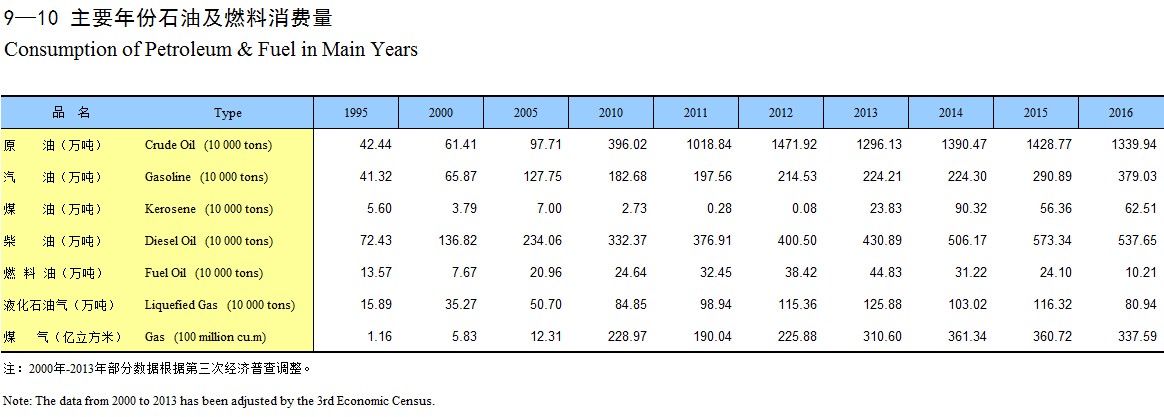 9—10 主要年份石油及燃料消费量
Consumption of Petroleum & Fuel in Main Years
品 名 Type 1995 2000 2005 2010 2011 2012 2013 2014 2015 2016
原 油（万吨） Crude Oil (10 000 tons) 42.44 61.41 97.71 396.02 1018.84 1471.92 1296.13 1390.47 1428.77 1339.94
汽 油（万吨） Gasoline (10 000 tons) 41.32 65.87 127.75 182.68 197.56 214.53 224.21 224.30 290.89 379.03
煤 油（万吨） Kerosene (10 000 tons) 5.60 3.79 7.00 2.73 0.28 0.08 23.83 90.32 56.36 62.51
柴 油（万吨） Diesel Oil (10 000 tons) 72.43 136.82 234.06 332.37 376.91 400.50 430.89 506.17 573.34 537.65
燃 料 油（万吨） Fuel Oil (10 000 tons) 13.57 7.67 20.96 24.64 32.45 38.42 44.83 31.22 24.10 10.21
液化石油气（万吨） Liquefied Gas (10 000 tons) 15.89 35.27 50.70 84.85 98.94 115.36 125.88 103.02 116.32 80.94
煤 气（亿立方米） Gas (100 million cu.m) 1.16 5.83 12.31 228.97 190.04 225.88 310.60 361.34 360.72 337.59
注：2000年-2013年部分数据根据第三次经济普查调整。
Note: The data from 2000 to 2013 has been adjusted by the 3rd Economic Census.